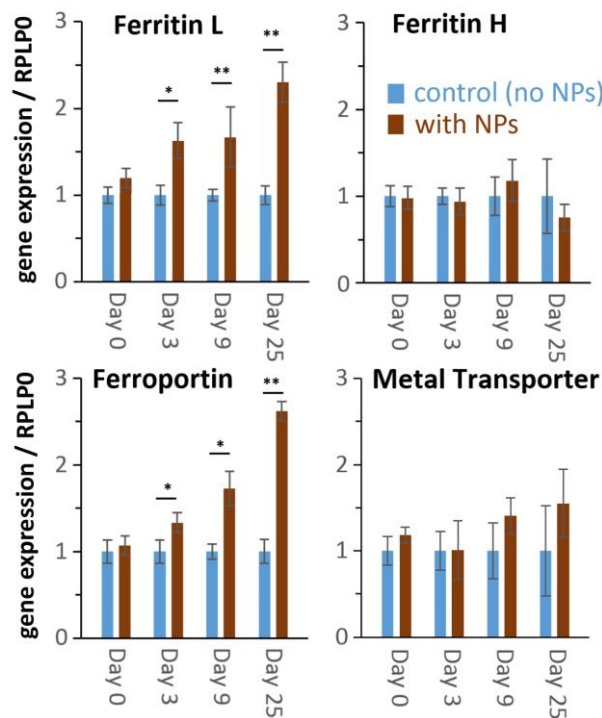 Ferritin L
gene expression / RPLP0
3
2
1
0
*
**
**
Day 0
Day 3
Day 9
Day 25
Ferritin H
control (no NPs)
with NPs
3
2
1
0
Day 0
Day 3
Day 9
Day 25
Ferroportin
gene expression / RPLP0
3
2
1
0
*
*
**
Day 0
Day 3
Day 9
Day 25
Metal Transporter
3
2
1
0
Day 0
Day 3
Day 9
Day 25